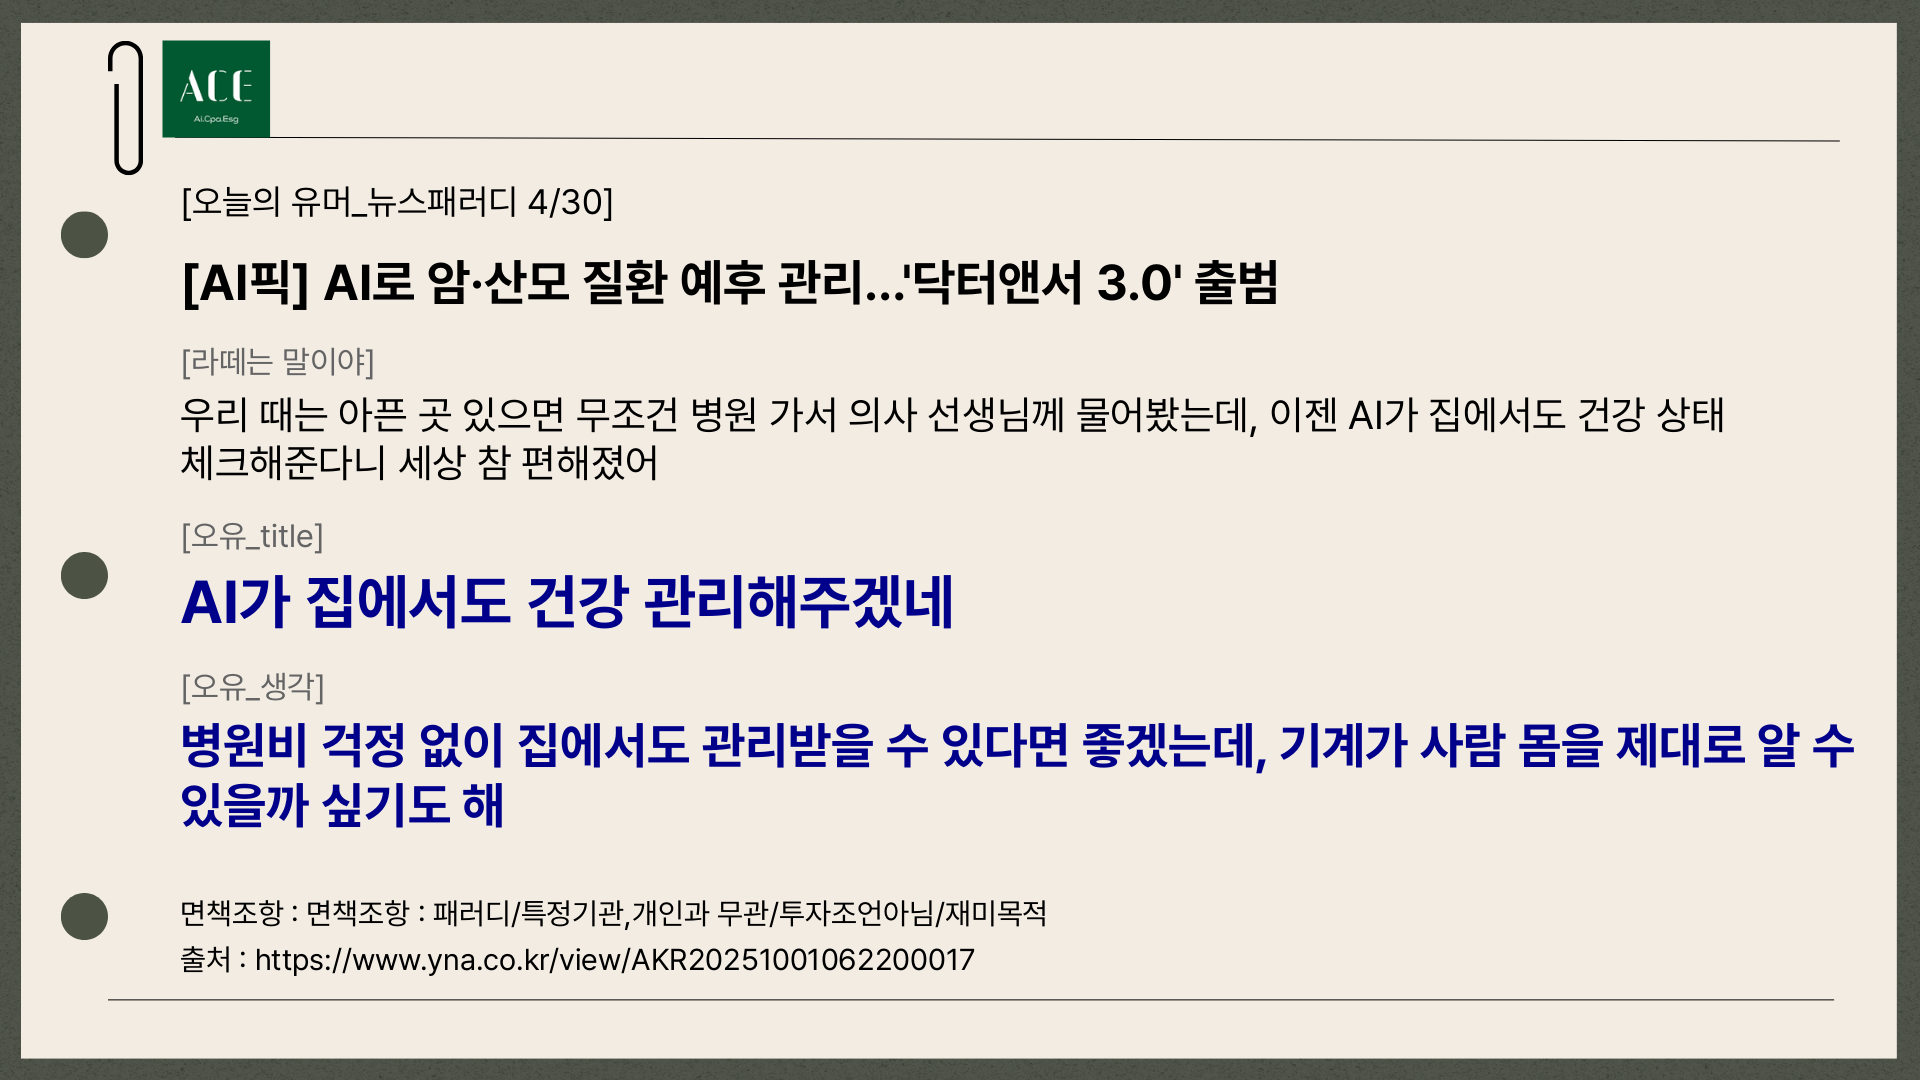 ACE
Ai.Cpa.Esg
[오늘의 유머_뉴스패러디 4/30]
[AI픽] AI로 암·산모 질환 예후 관리...'닥터앤서 3.0' 출범
[라떼는 말이야]
우리 때는 아픈 곳 있으면 무조건 병원 가서 의사 선생님께 물어봤는데, 이젠 AI가 집에서도 건강 상태
체크해준다니 세상 참 편해졌어
[오유_title]
AI가 집에서도 건강 관리해주겠네
[오유_생각]
병원비 걱정 없이 집에서도 관리받을 수 있다면 좋겠는데, 기계가 사람 몸을 제대로 알 수
있을까 싶기도 해
면책조항 : 면책조항 : 패러디/특정기관,개인과 무관/투자조언아님/재미목적
출처 : https://www.yna.co.kr/view/AKR20251001062200017